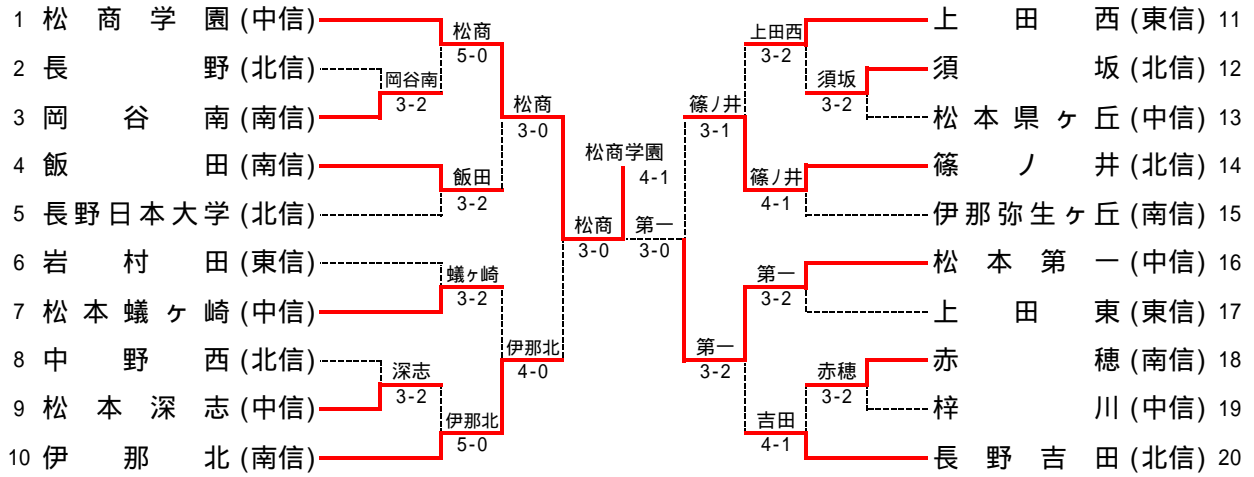 1 松商学園(中信)
2 長野(北信)
3 岡谷南(南信)
4 飯田(南信)
5 長野日本大学(北信)
6 岩村田(東信)
7 松本蟻ヶ崎(中信)
8 中野西(北信)
9 松本深志(中信)
10 伊那北(南信)
松商
5-0
岡谷南
3-2
飯田
3-2
蟻ヶ崎
3-2
深志
3-2
伊那北
5-0
松商
3-0
伊那北
4-0
松商
3-0
松商学園
4-1
第一
3-0
篠ノ井
3-1
第一
3-2
上田西
3-2
須坂
3-2
篠ノ井
4-1
第一
3-2
赤穂
3-2
吉田
4-1
上田西(東信) 11
須坂(北信) 12
松本県ヶ丘(中信) 13
篠ノ井(北信) 14
伊那弥生ヶ丘(南信) 15
松本第一(中信) 16
上田東(東信) 17
赤穂(南信) 18
梓川(中信) 19
長野吉田(北信) 20